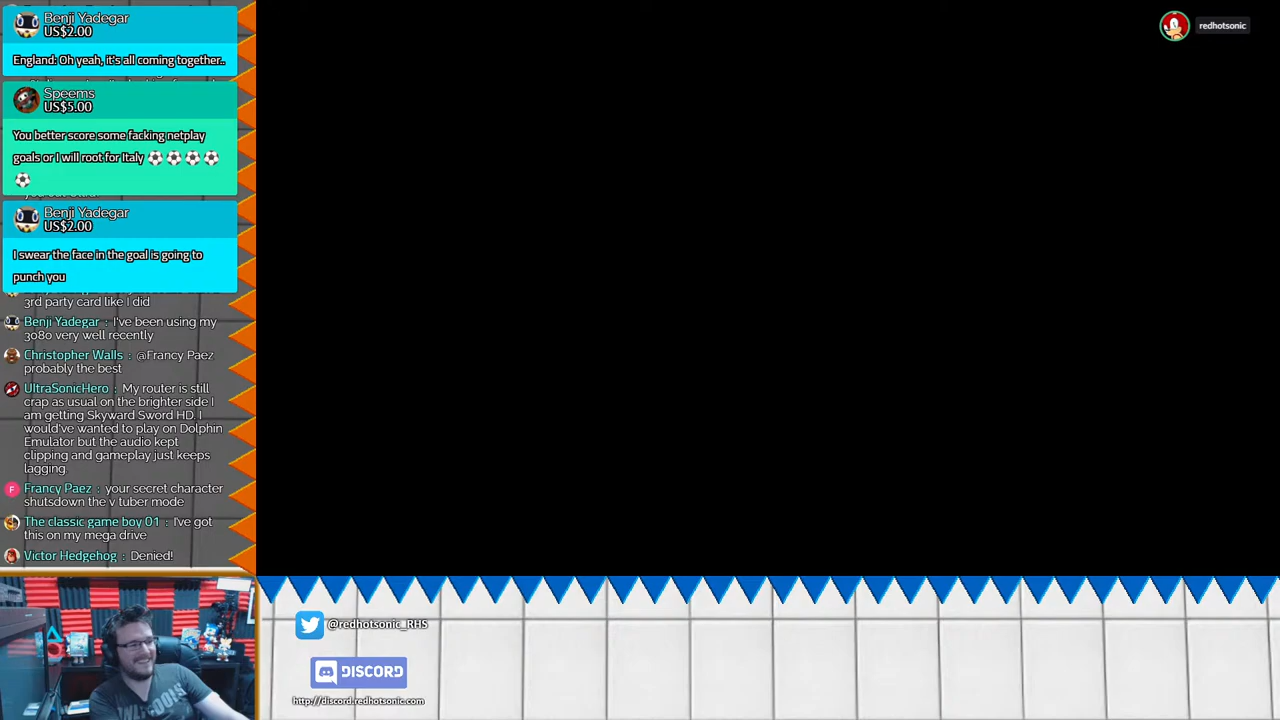 Benji Yadegar
US$2.00
England: Oh yeah, it's all coming together..
Speems
US$5.00
You better score some facking netplay
goals or I will root for Italy ⚽ ⚽ ⚽ ⚽
⚽
Benji Yadegar
US$2.00
I swear the face in the goal is going to
punch you
3rd party card like I did
Benji Yadegar : I've been using my
3080 very well recently
Christopher Walls : @Francy Paez
probably the best
UltraSonicHero : My router is still
crap as usual on the brighter side I
am getting Skyward Sword HD. I
would've wanted to play on Dolphin
Emulator but the audio kept
clipping and gameplay just keeps
lagging.
Francy Paez : your secret character
shutsdown the v tuber mode
The classic game boy 01 : I've got
this on my mega drive
Victor Hedgehog : Denied!
redhotsonic
@redhotsonic_RHS
DISCORD
http://discord.redhotsonic.com